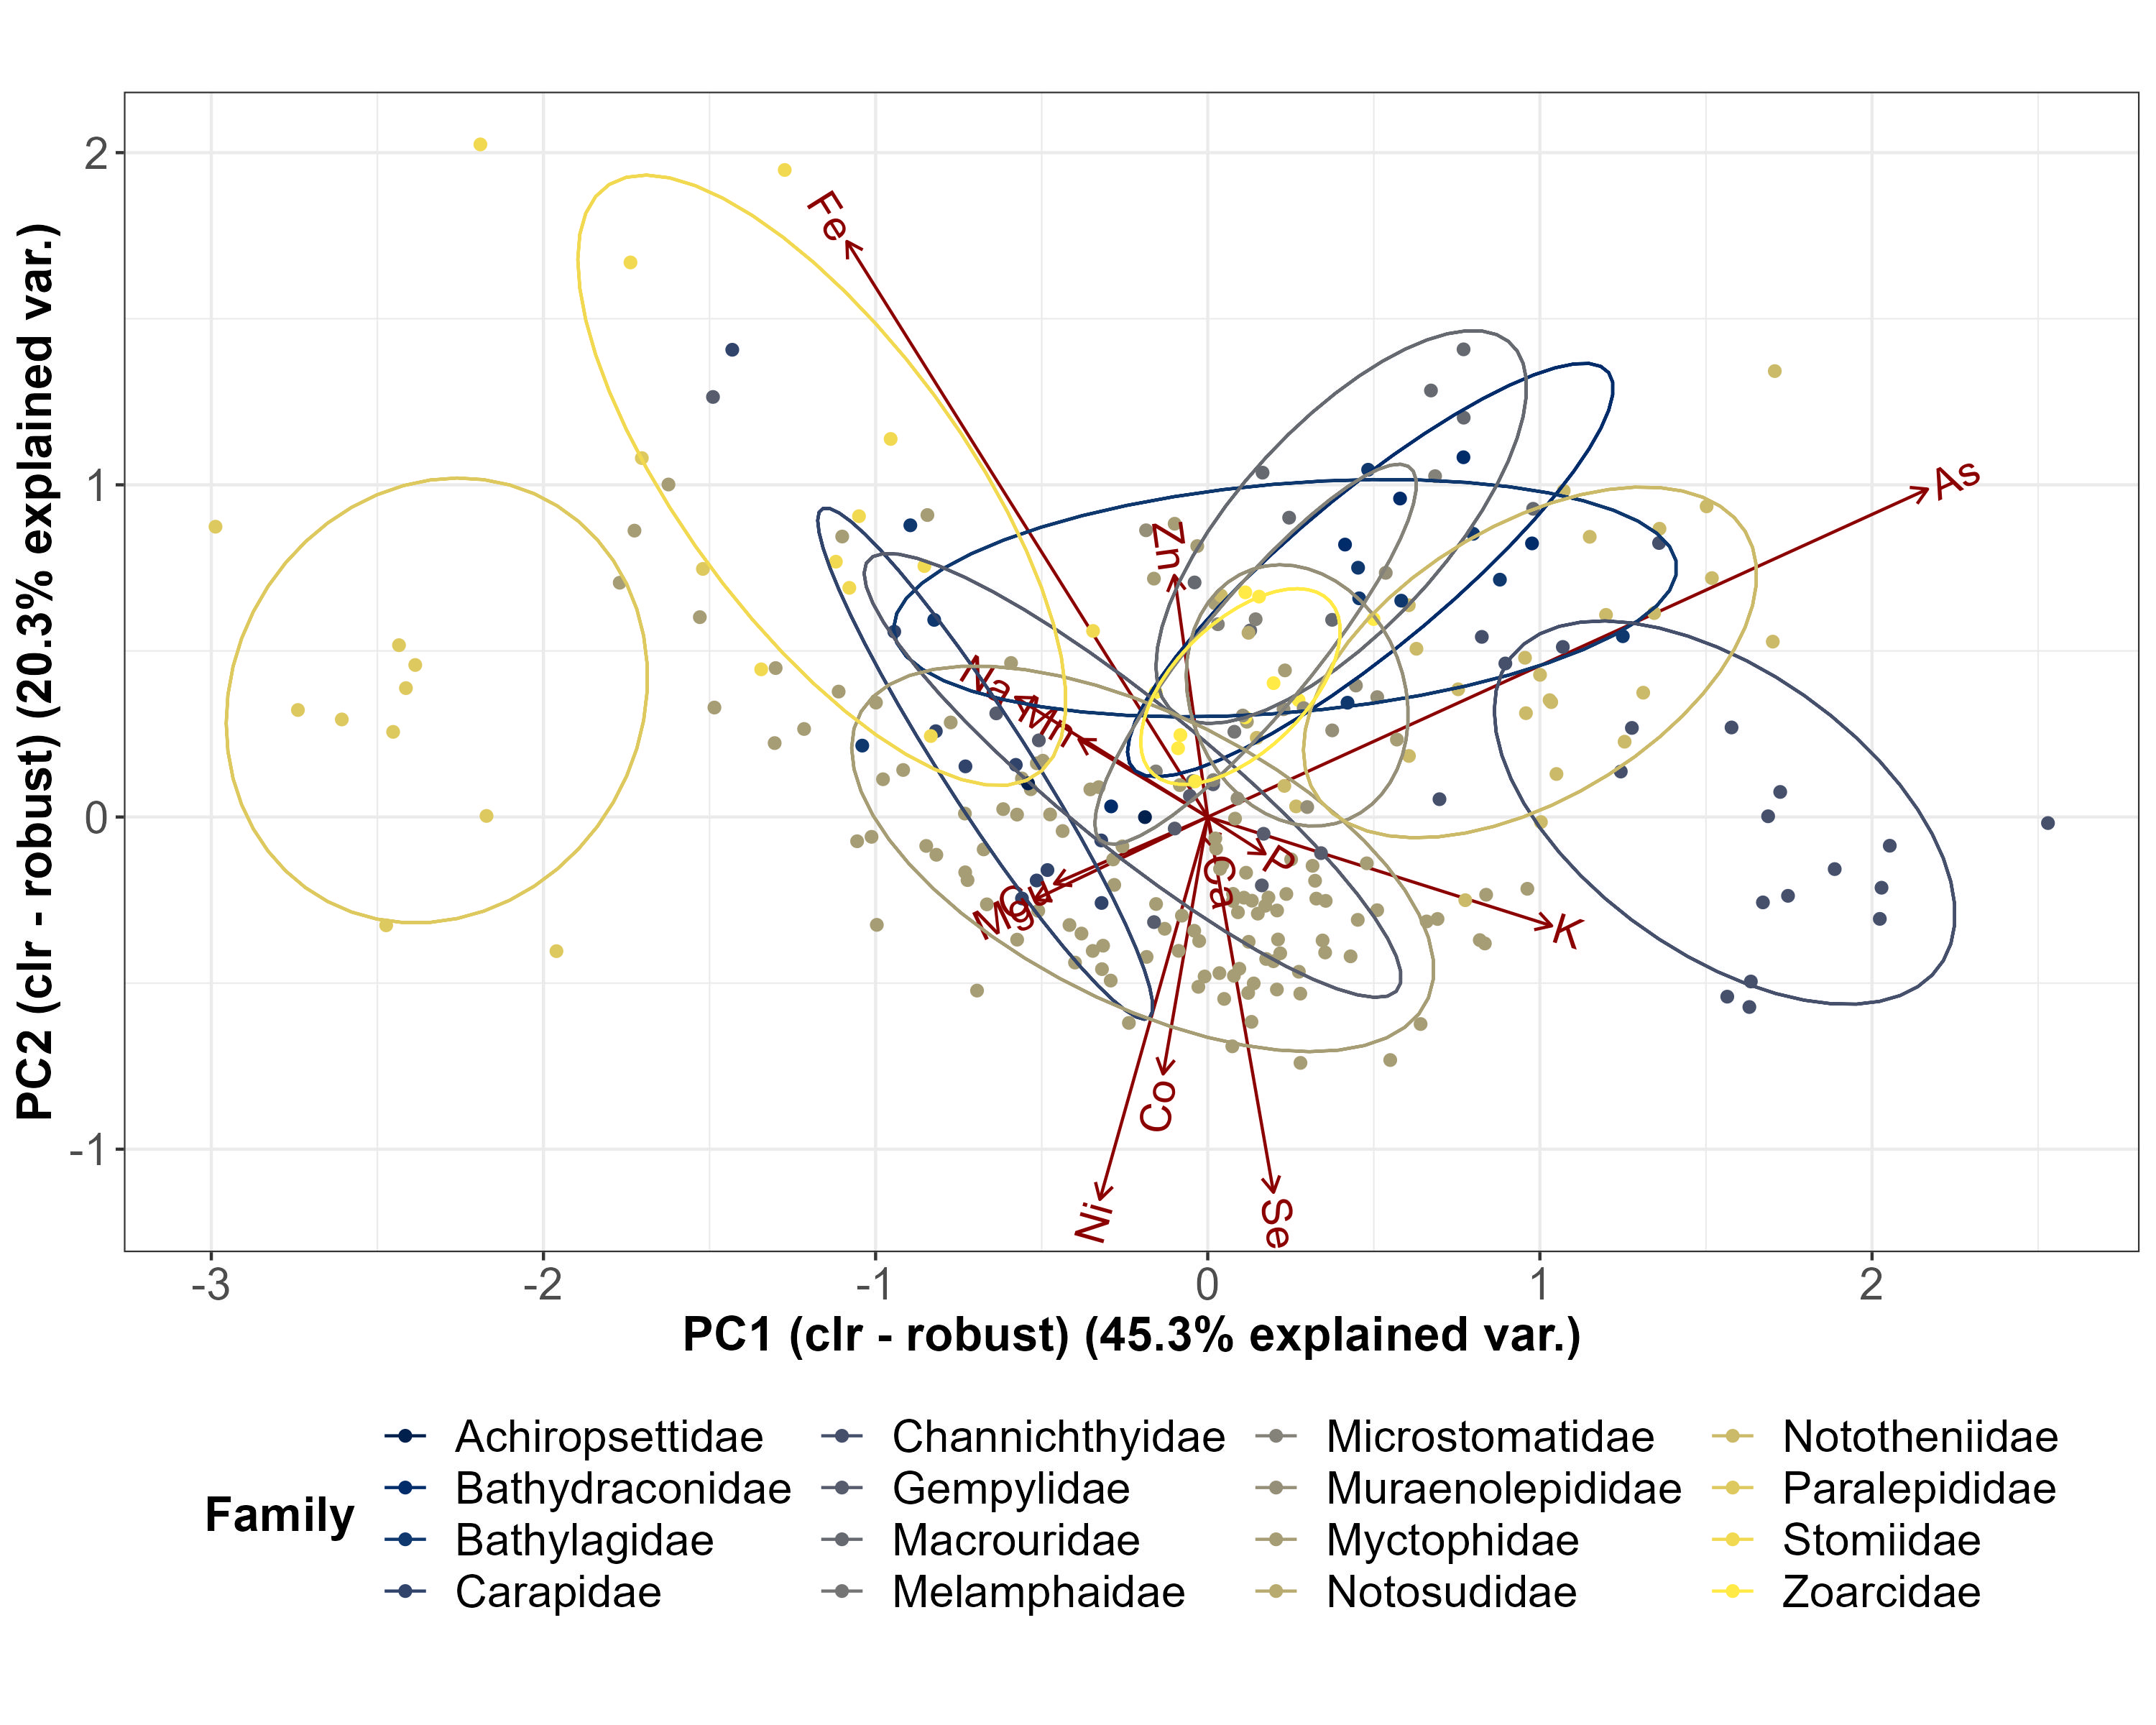 PC2 (clr - robust) (20.3% explained var.)
2
1
0
-1
Fe
As
Zn
Na
Mn
P
Ca
Mg
K
Co
Ni
Se
-3
-2
-1
0
1
2
PC1 (clr - robust) (45.3% explained var.)
Family
Achiropsettidae
Bathydraconidae
Bathylagidae
Carapidae
Channichthyidae
Gempylidae
Macrouridae
Melamphaidae
Microstomatidae
Muraenolepididae
Myctophidae
Notosudidae
Nototheniidae
Paralepididae
Stomiidae
Zoarcidae